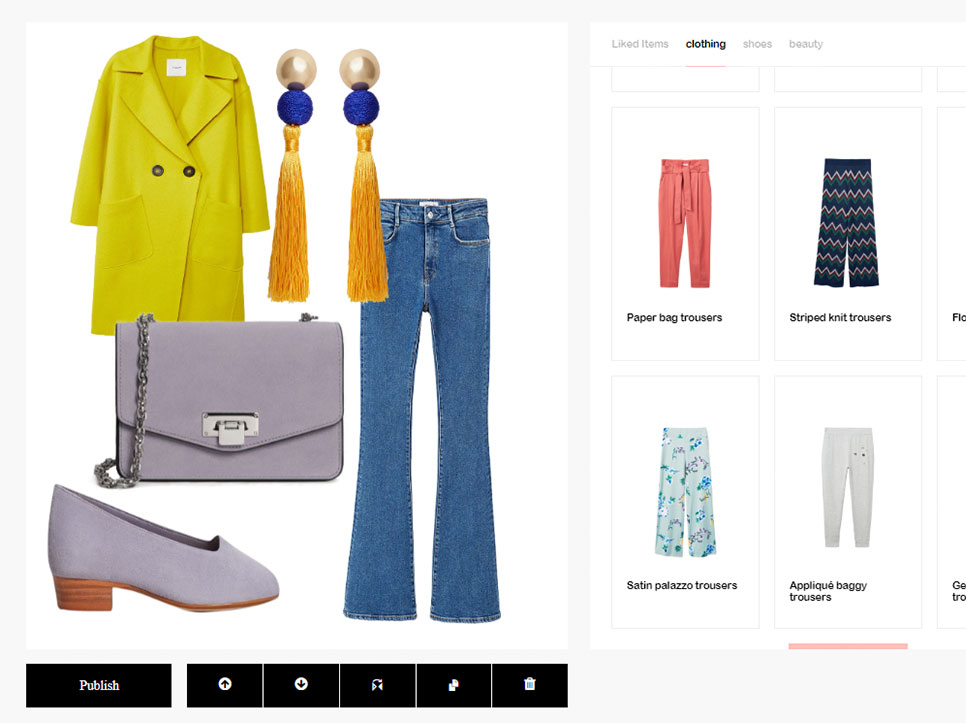 Liked Items clothing shoes beauty
Paper bag trousers
Striped knit trousers
Flo
Satin palazzo trousers
Appliqué baggy
trousers
Ge
tro
Publish